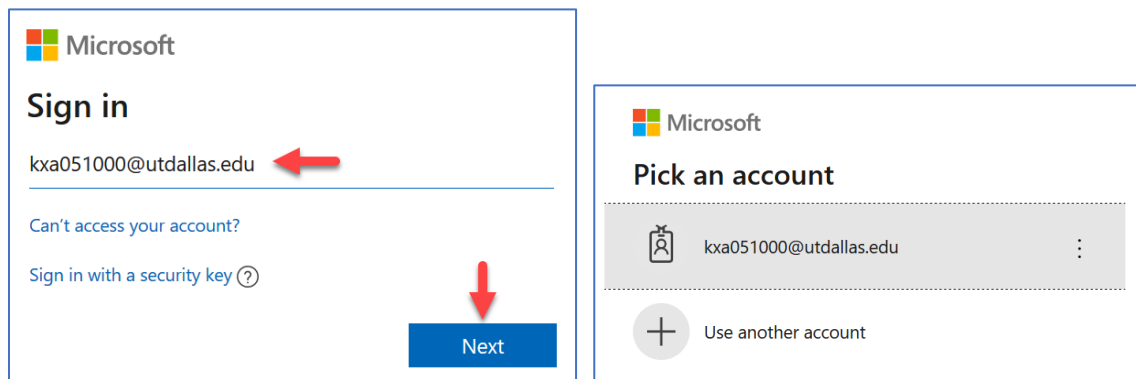 Microsoft
Sign in
kxa051000@utdallas.edu
Can't access your account?
Sign in with a security key ?
Next
Microsoft
Pick an account
kxa051000@utdallas.edu
Use another account